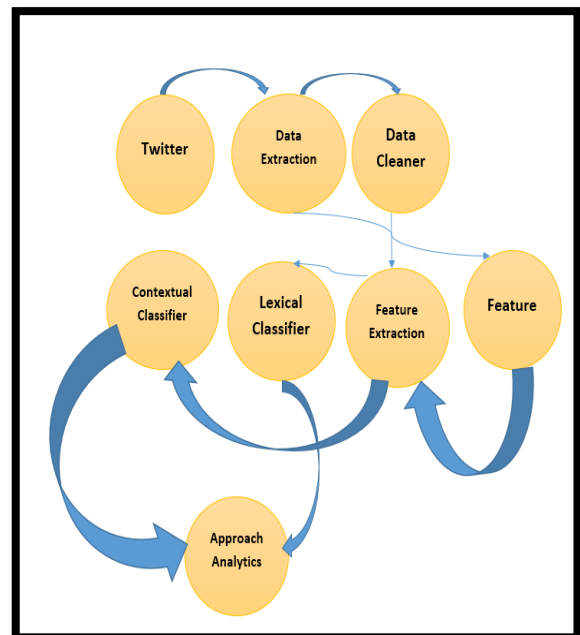 Twitter
Data
Extraction
Data
Cleaner
Contextual
Classifier
Lexical
Classifier
Feature
Extraction
Feature
Approach
Analytics